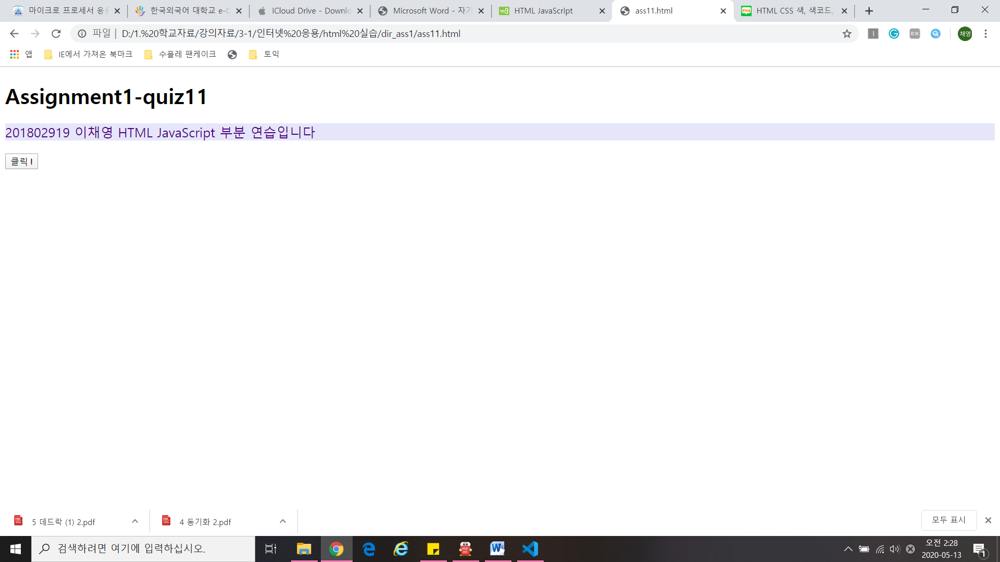 마이크로 프로세서 응용
한국외국어 대학교 e-C
iCloud Drive - Downlo
Microsoft Word - 자기
HTML JavaScript
ass11.html
HTML CSS 색, 색코드,
파일 | D:/1.%20학교자료/강의자료/3-1/인터넷%20응용/html%20실습/dir_ass1/ass11.html
EX
채영
앱
IE에서 가져온 북마크
수플레 팬케이크
토익
Assignment1-quiz11
201802919 이채영 HTML JavaScript 부분 연습입니다
클릭 !
5 데드락 (1) 2.pdf
4 동기화 2.pdf
모두 표시
검색하려면 여기에 입력하십시오.
오전 2:28
2020-05-13
1